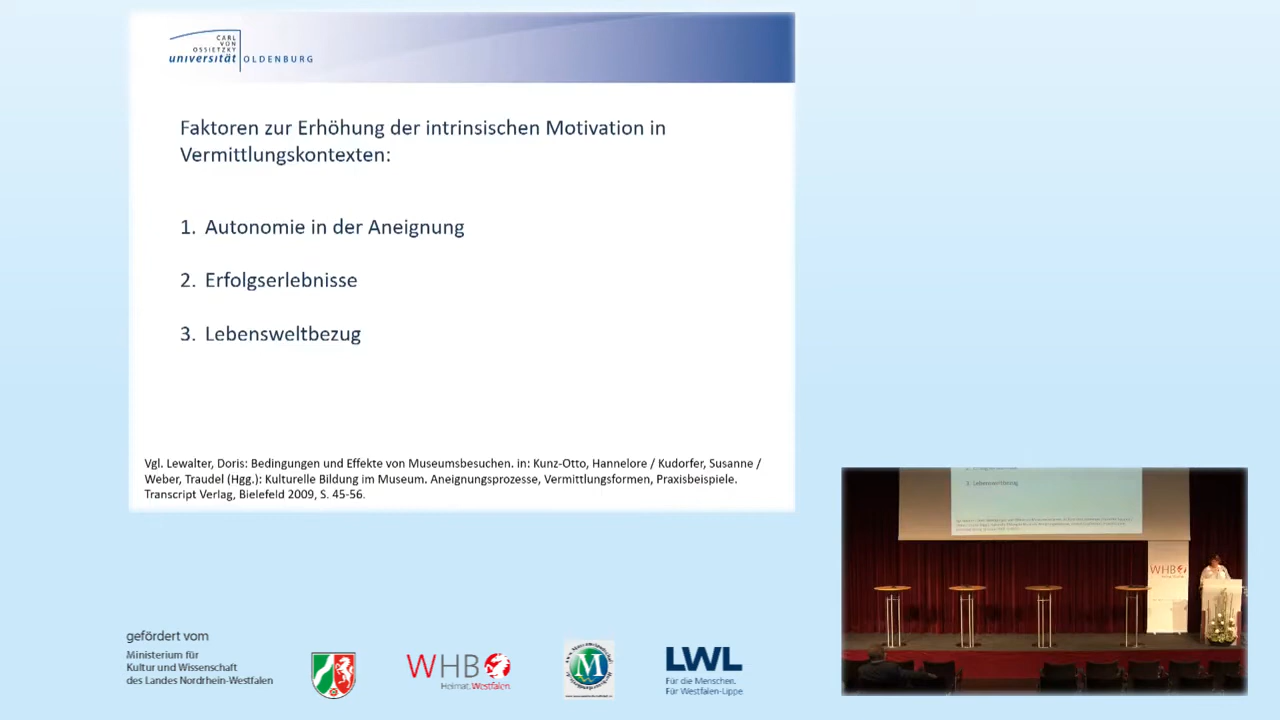 CARL
VON
OSSIETZKY
universität OLDENBURG
Faktoren zur Erhöhung der intrinsischen Motivation in
Vermittlungskontexten:
1. Autonomie in der Aneignung
2. Erfolgserlebnisse
3. Lebensweltbezug
Vgl. Lewalter, Doris: Bedingungen und Effekte von Museumsbesuchen. in: Kunz-Otto, Hannelore / Kudorfer, Susanne /
Weber, Traudel (Hgg.): Kulturelle Bildung im Museum. Aneignungsprozesse, Vermittlungsformen, Praxisbeispiele.
Transcript Verlag, Bielefeld 2009, S. 45-56.
3. Lebensweltbezug
WHB
gefördert vom
Ministerium für
Kultur und Wissenschaft
des Landes Nordrhein-Westfalen
WHB
Heimat. Westfalen.
M
LWL
Für die Menschen.
Für Westfalen-Lippe